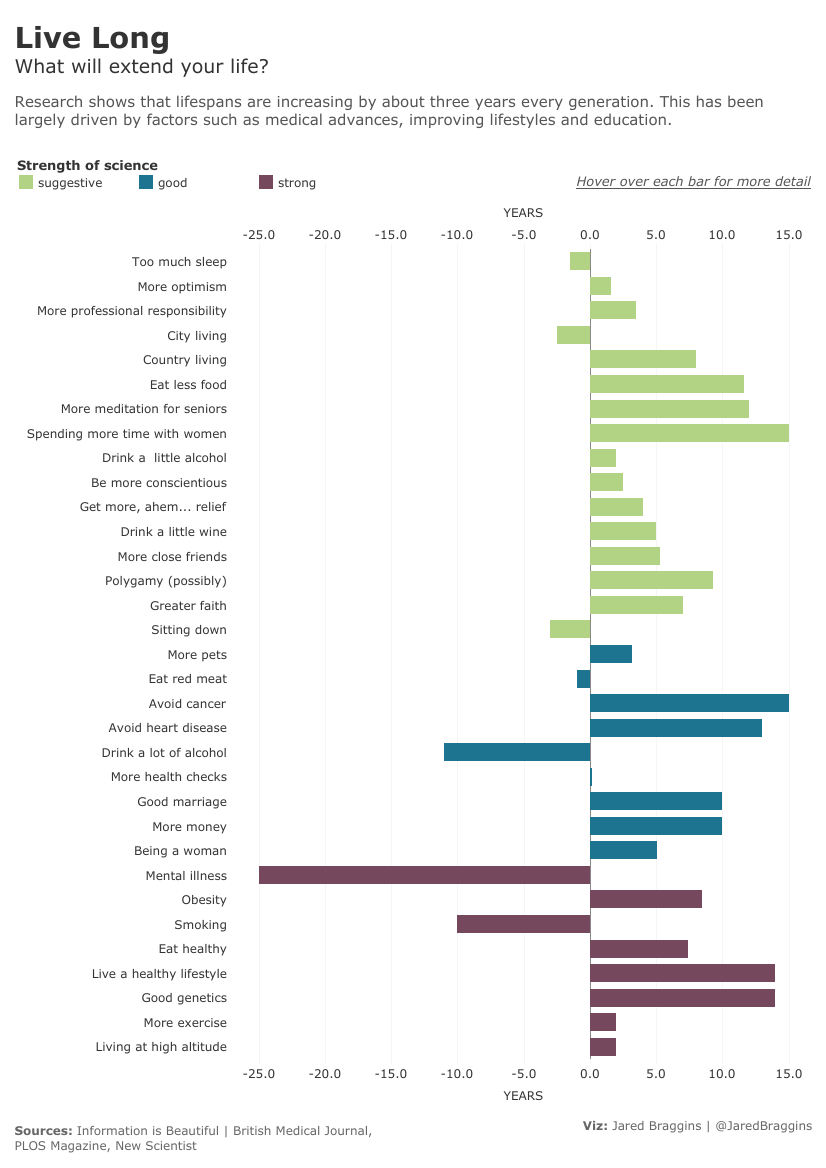 Live Long
What will extend your life?
Research shows that lifespans are increasing by about three years every generation. This has been
largely driven by factors such as medical advances, improving lifestyles and education.
Strength of science
suggestive good strong
Hover over each bar for more detail
YEARS
-25.0 -20.0 -15.0 -10.0 -5.0 0.0 5.0 10.0 15.0
Too much sleep
More optimism
More professional responsibility
City living
Country living
Eat less food
More meditation for seniors
Spending more time with women
Drink a little alcohol
Be more conscientious
Get more, ahem... relief
Drink a little wine
More close friends
Polygamy (possibly)
Greater faith
Sitting down
More pets
Eat red meat
Avoid cancer
Avoid heart disease
Drink a lot of alcohol
More health checks
Good marriage
More money
Being a woman
Mental illness
Obesity
Smoking
Eat healthy
Live a healthy lifestyle
Good genetics
More exercise
Living at high altitude
-25.0 -20.0 -15.0 -10.0 -5.0 0.0 5.0 10.0 15.0
YEARS
Sources: Information is Beautiful | British Medical Journal,
PLOS Magazine, New Scientist
Viz: Jared Braggins | @JaredBraggins